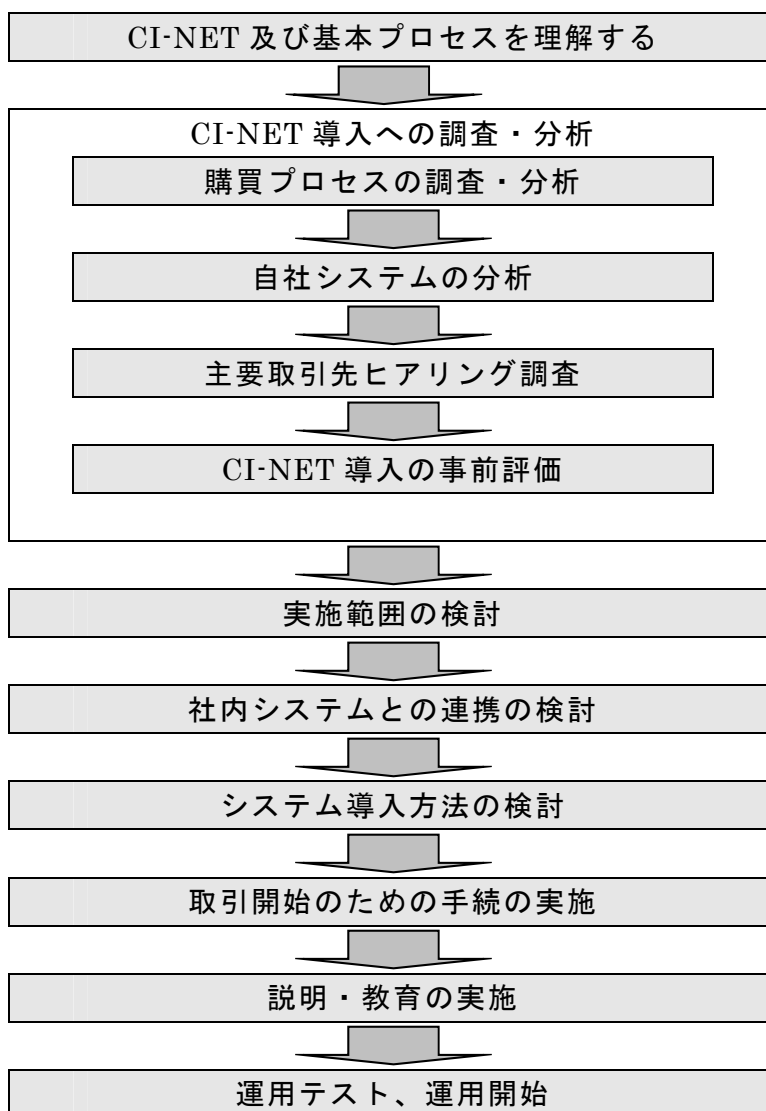 CI-NET 及び基本プロセスを理解する
CI-NET 導入への調査・分析
購買プロセスの調査・分析
自社システムの分析
主要取引先ヒアリング調査
CI-NET 導入の事前評価
実施範囲の検討
社内システムとの連携の検討
システム導入方法の検討
取引開始のための手続の実施
説明・教育の実施
運用テスト、運用開始